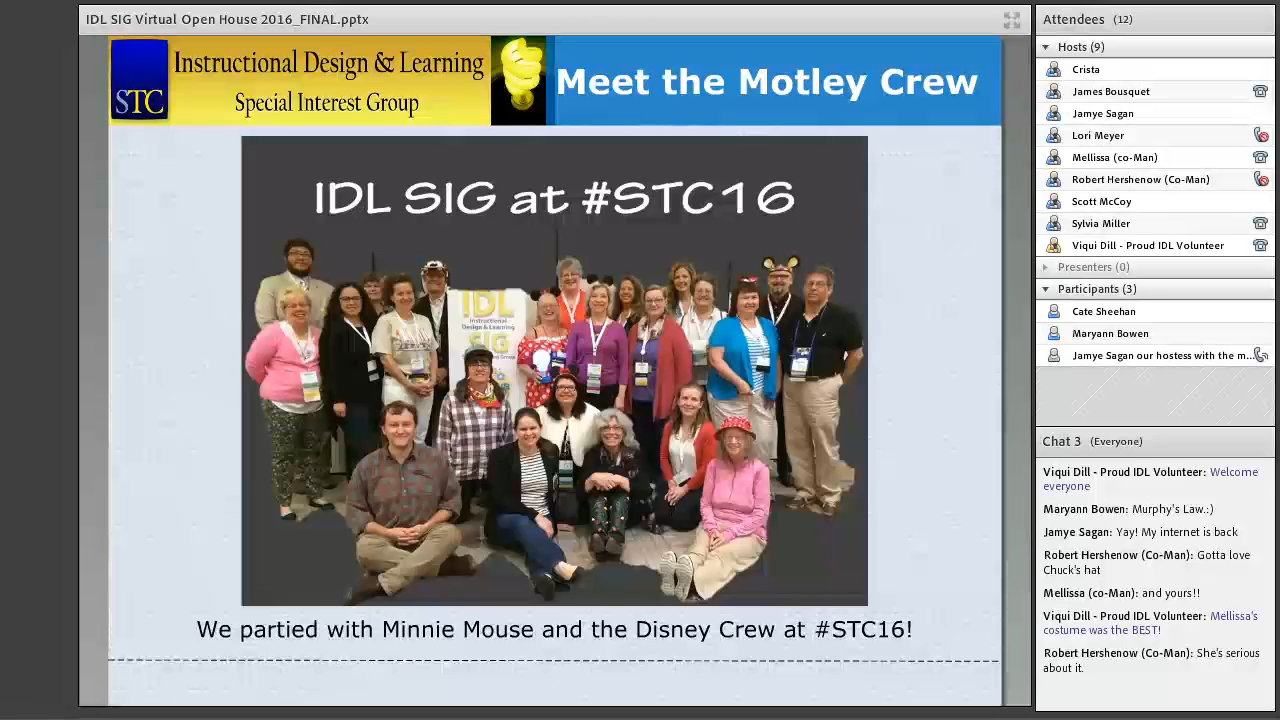 IDL SIG Virtual Open House 2016_FINAL.pptx
Instructional Design & Learning
Special Interest Group
STC
Meet the Motley Crew
IDL SIG at #STC16
IDL
Instructional
Design & Learning
SIG
We partied with Minnie Mouse and the Disney Crew at #STC16!
Attendees (12)
Hosts (9)
Crista
James Bousquet
Jamye Sagan
Lori Meyer
Mellissa (co-Man)
Robert Hershenow (Co-Man)
Scott McCoy
Sylvia Miller
Viqui Dill - Proud IDL Volunteer
Presenters (0)
Participants (3)
Cate Sheehan
Maryann Bowen
Jamye Sagan our hostess with the m...
Chat 3 (Everyone)
Viqui Dill - Proud IDL Volunteer: Welcome
everyone
Maryann Bowen: Murphy's Law.:)
Jamye Sagan: Yay! My internet is back
Robert Hershenow (Co-Man): Gotta love
Chuck's hat
Mellissa (co-Man): and yours!!
Viqui Dill - Proud IDL Volunteer: Mellissa's
costume was the BEST!
Robert Hershenow (Co-Man): She's serious
about it.